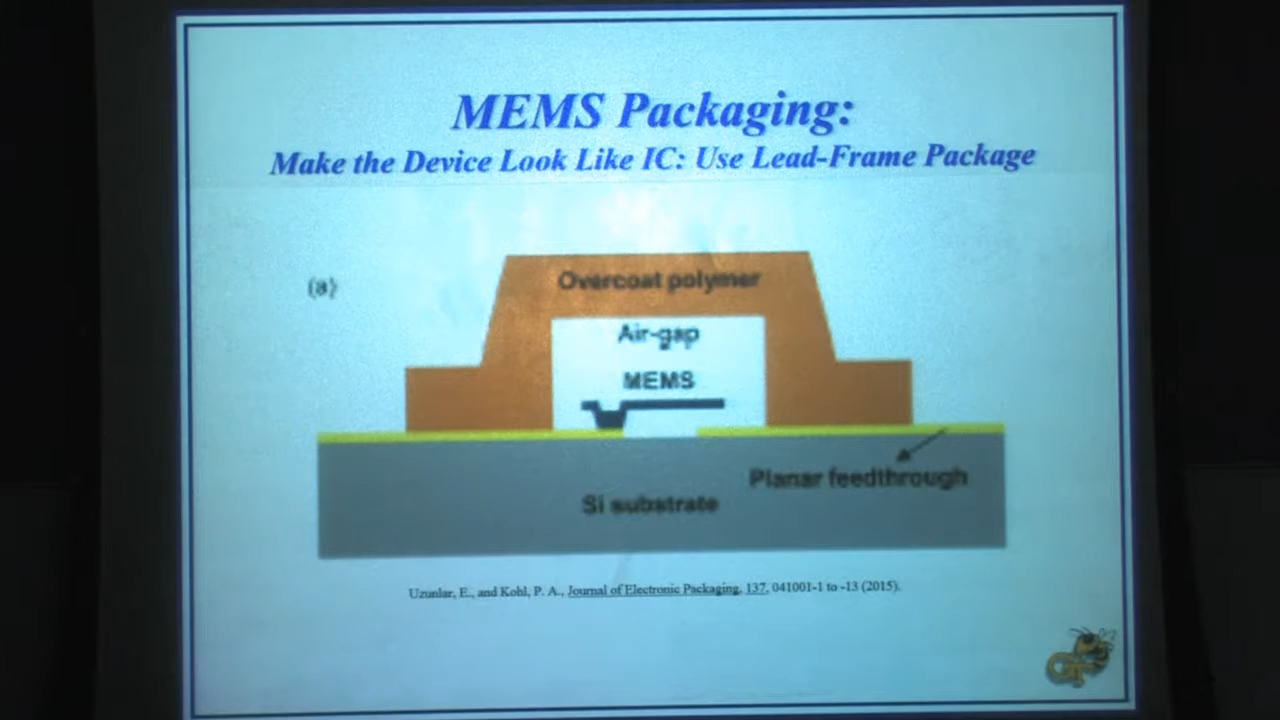 MEMS Packaging:
Make the Device Look Like IC: Use Lead-Frame Package
(a)
Overcoat polymer
Air-gap
MEMS
Planar feedthrough
Si substrate
Uzunlar, E., and Kohl, P. A., Journal of Electronic Packaging, 137, 041001-1 to -13 (2015).
GT